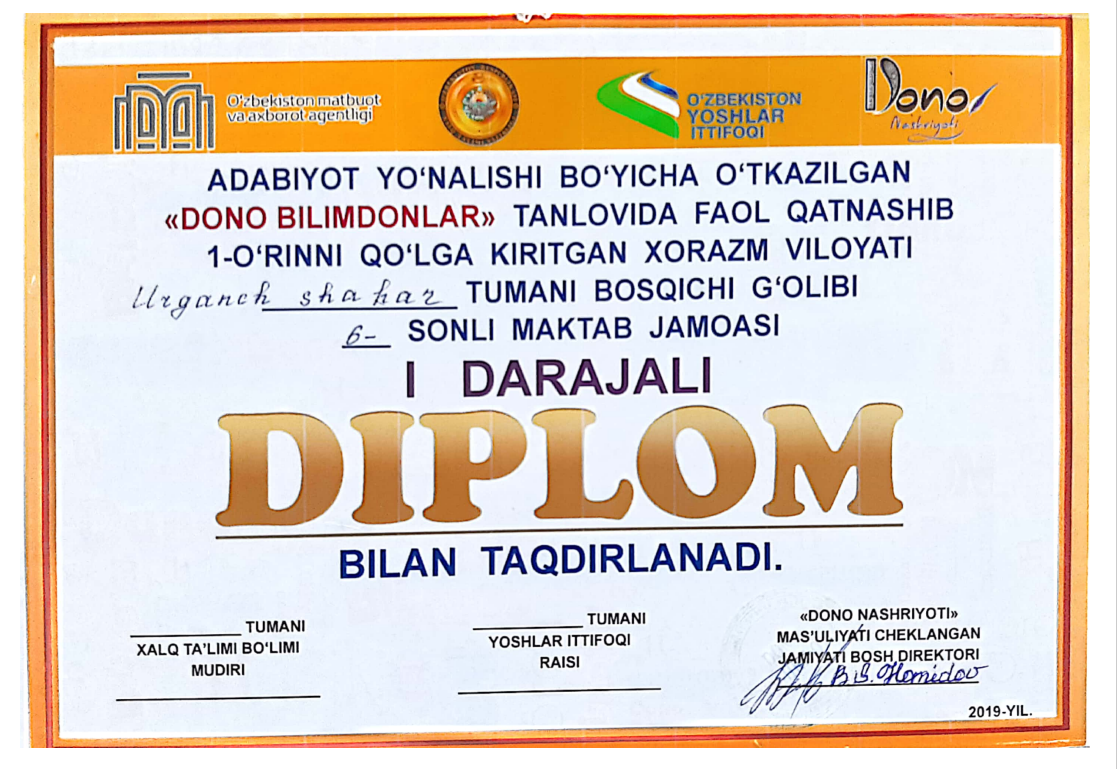 O'zbekiston matbuot
va axborot agentligi
O'ZBEKISTON
YOSHLAR
ITTIFOQI
Dono
Nashriyoti
ADABIYOT YO'NALISHI BO'YICHA O'TKAZILGAN
«DONO BILIMDONLAR» TANLOVIDA FAOL QATNASHIB
1-O'RINNI QO'LGA KIRITGAN XORAZM VILOYATI
Urganch shahar TUMANI BOSQICHI G'OLIBI
6- SONLI MAKTAB JAMOASI
I DARAJALI
DIPLOM
BILAN TAQDIRLANADI.
TUMANI
XALQ TA'LIMI BO'LIMI
MUDIRI
TUMANI
YOSHLAR ITTIFOQI
RAISI
«DONO NASHRIYOTI»
MAS'ULIYATI CHEKLANGAN
JAMIYATI BOSH DIREKTORI
B.S. Homidov
2019-YIL.